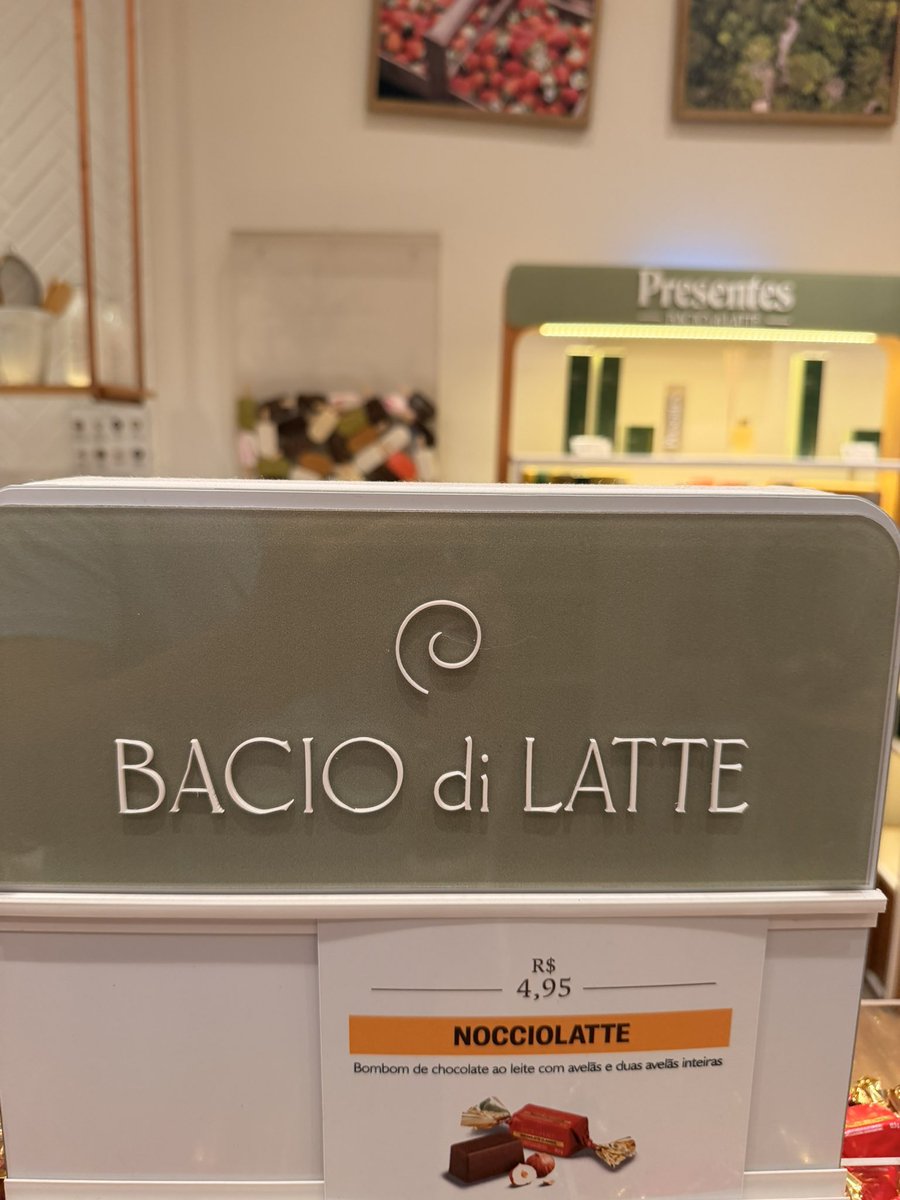 Presentes
BACIO di LATTE
R$
4,95
NOCCIOLATTE
Bombom de chocolate ao leite com avelãs e duas avelãs inteiras